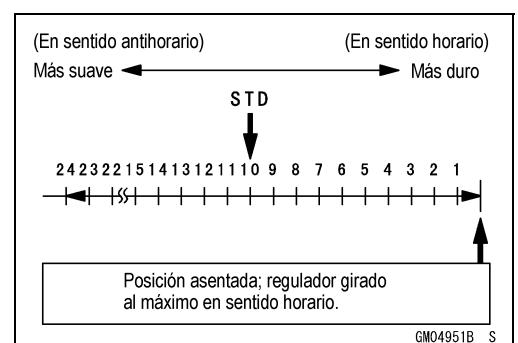 (En sentido antihorario) (En sentido horario)
Más suave Más duro
STD
24 23 22 15 14 13 12 11 10 9 8 7 6 5 4 3 2 1
Posición asentada; regulador girado
al máximo en sentido horario.
GM04951B S